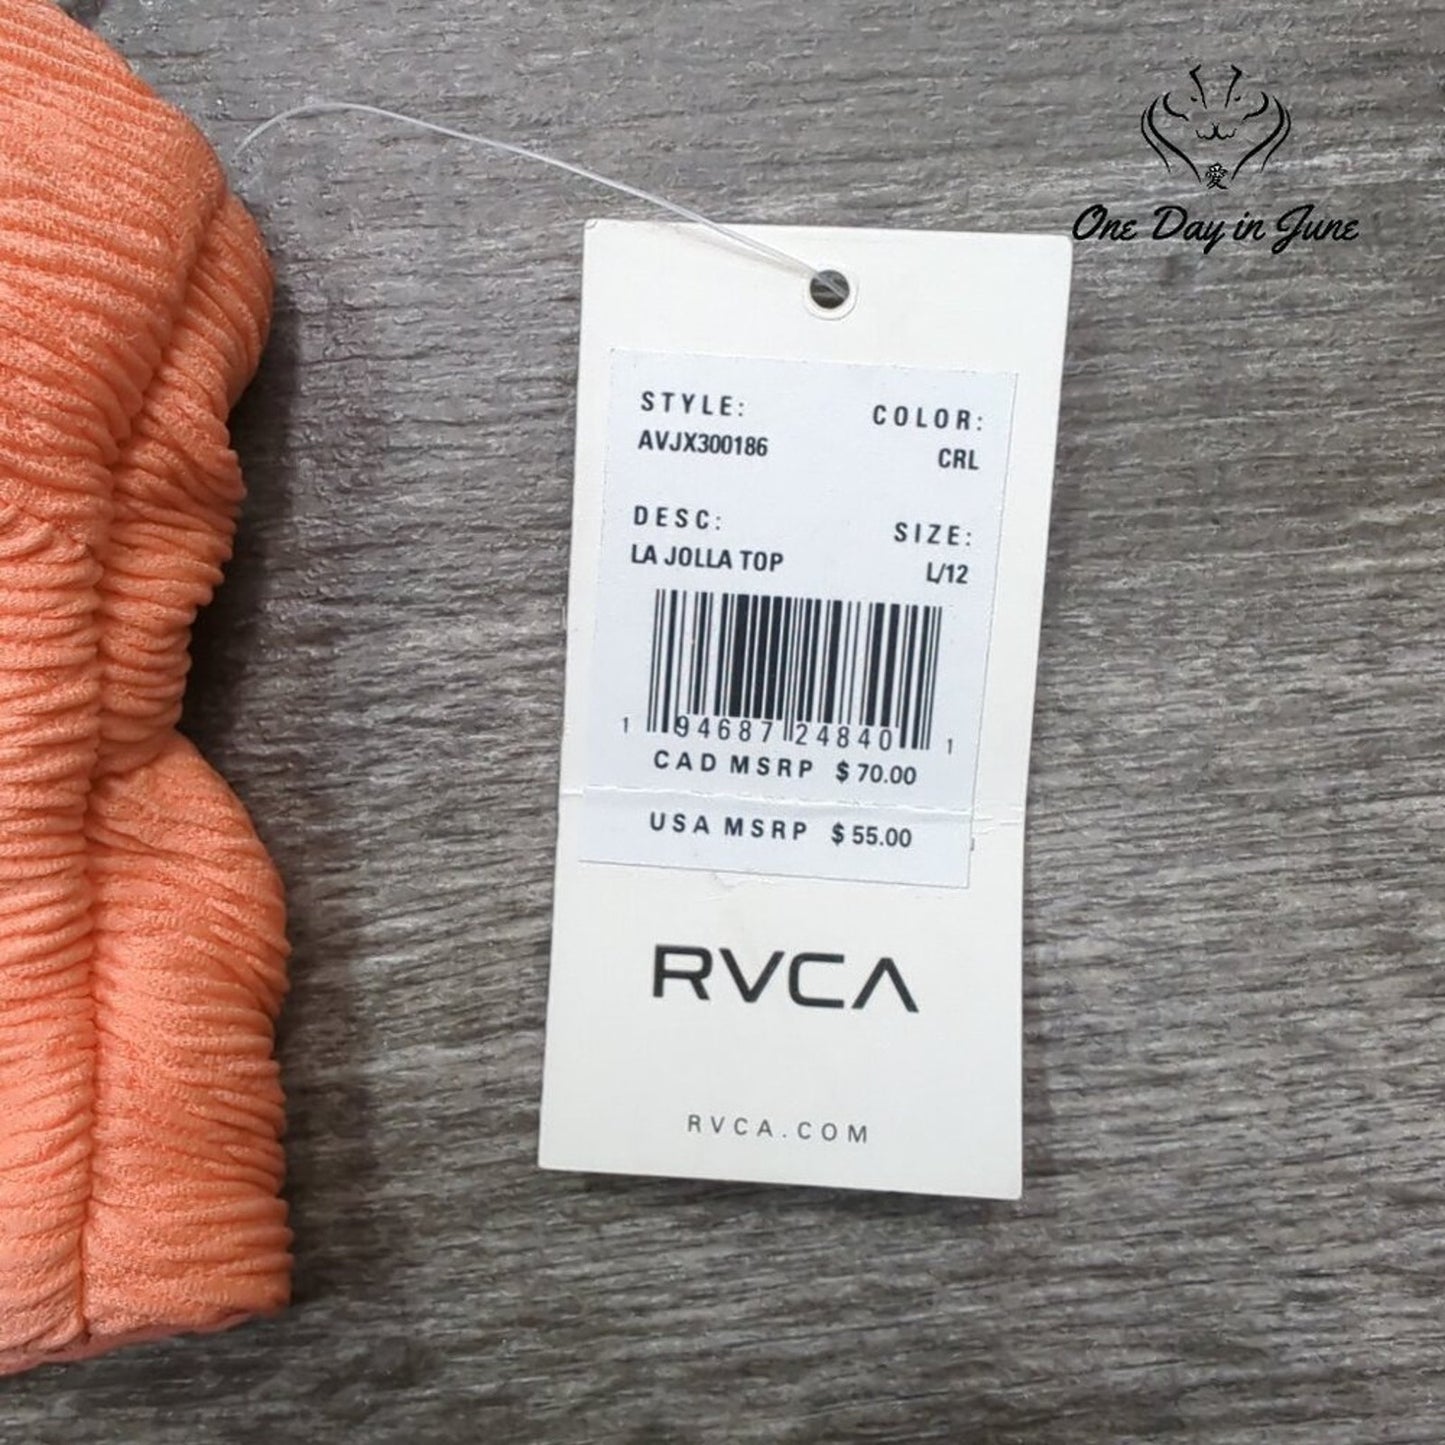 愛
One Day in June
STYLE:
AVJX300186
COLOR:
CRL
DESC:
LA JOLLA TOP
SIZE:
L/12
1 94687 24840 1
CAD MSRP $ 70.00
USA MSRP $ 55.00
RVCA
RVCA.COM